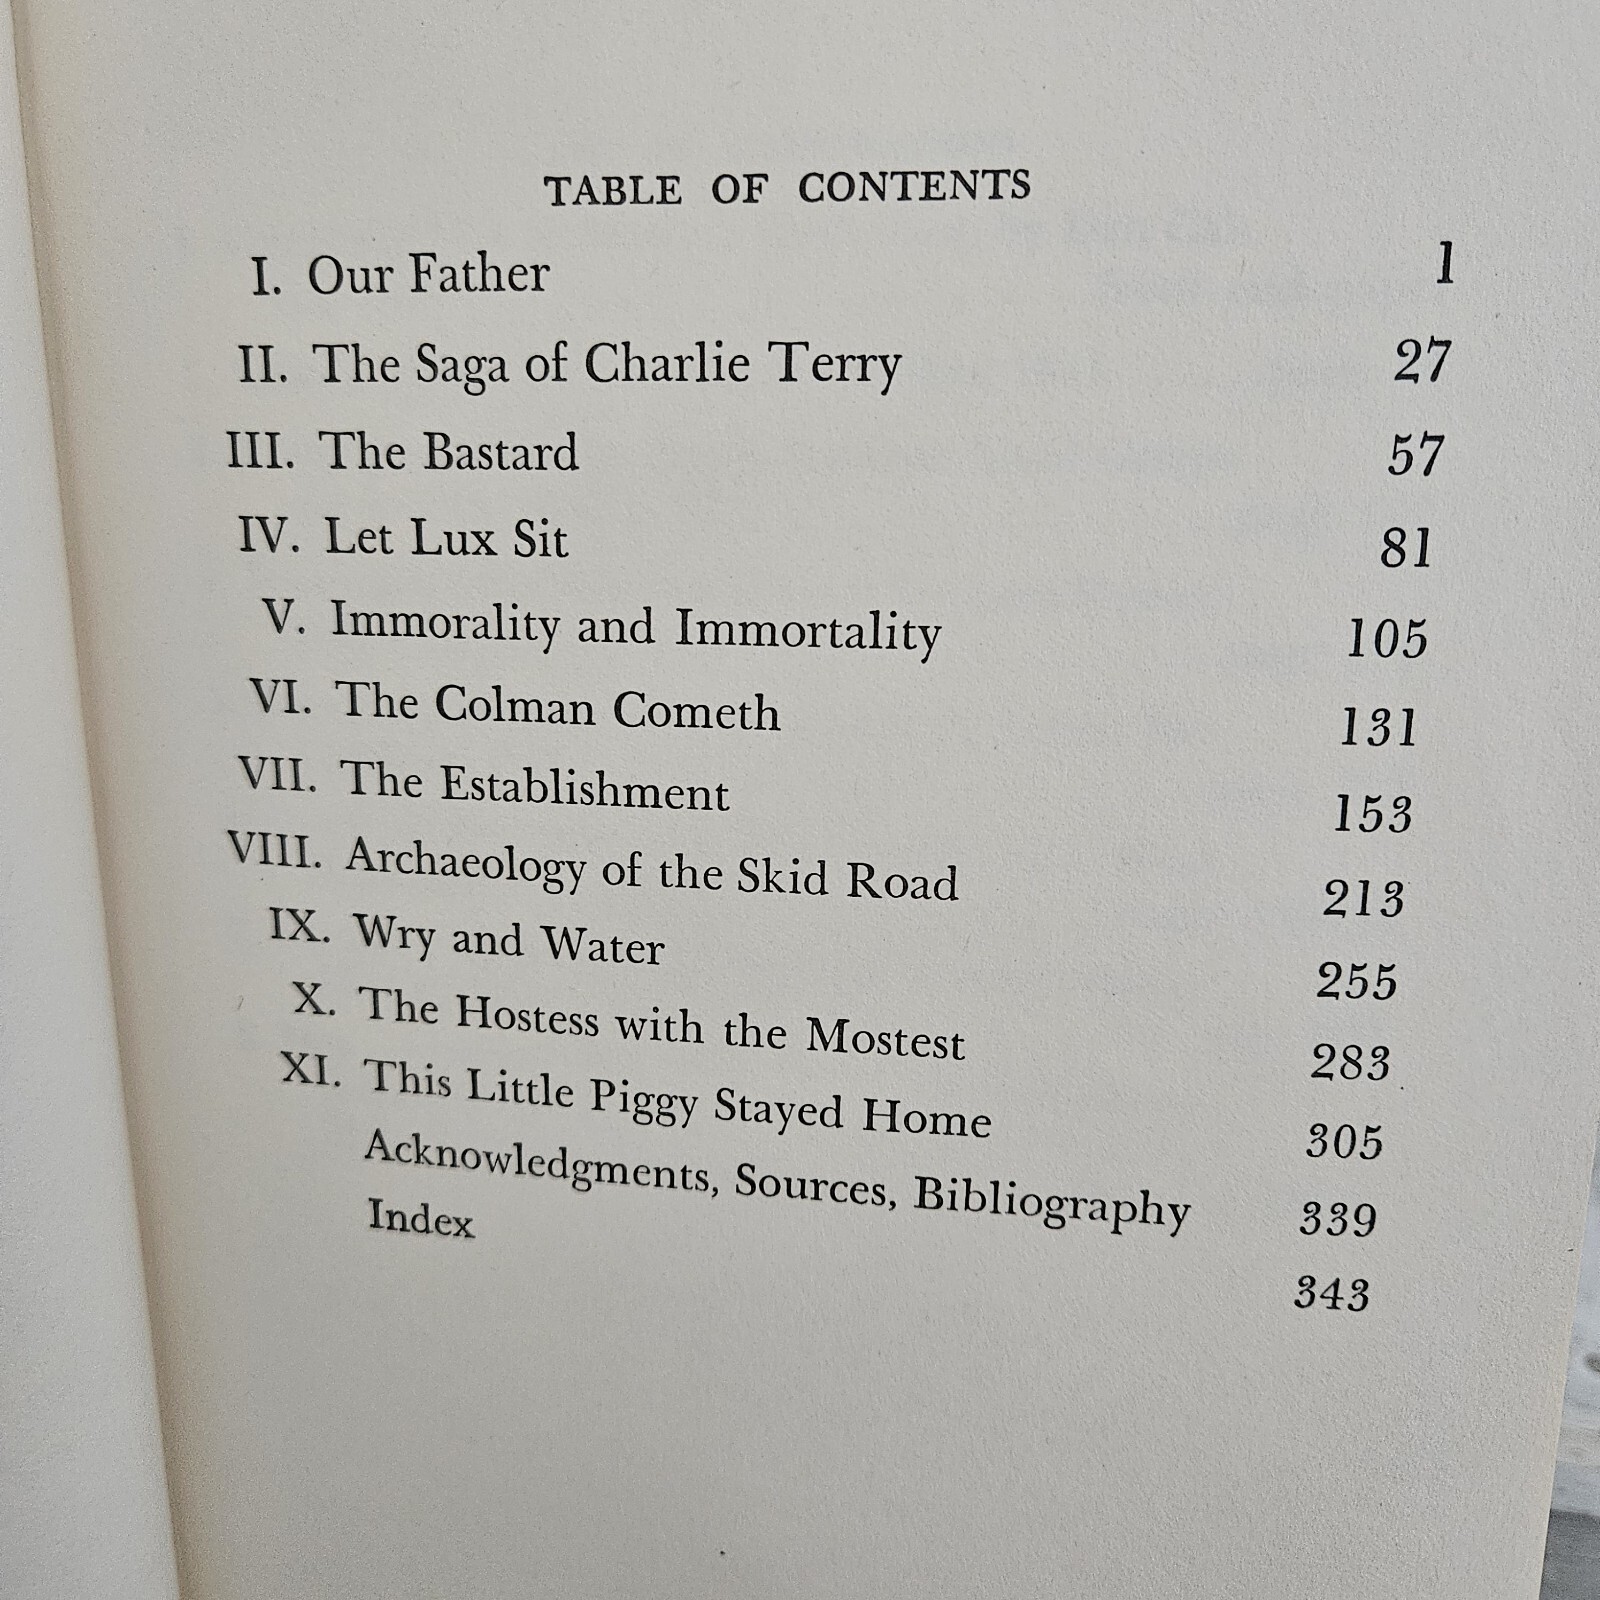 TABLE OF CONTENTS
I. Our Father 1
II. The Saga of Charlie Terry 27
III. The Bastard 57
IV. Let Lux Sit 81
V. Immorality and Immortality 105
VI. The Colman Cometh 131
VII. The Establishment 153
VIII. Archaeology of the Skid Road 213
IX. Wry and Water 255
X. The Hostess with the Mostest 283
XI. This Little Piggy Stayed Home 305
Acknowledgments, Sources, Bibliography 339
Index 343